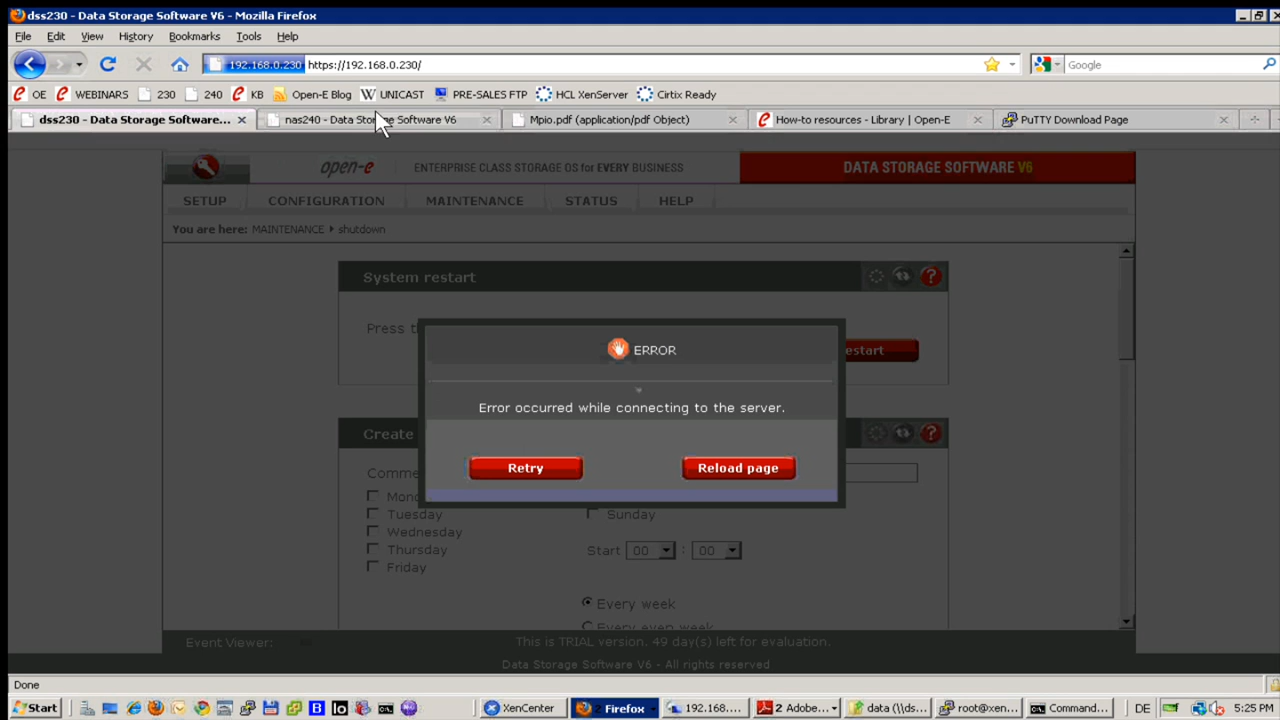 dss230 - Data Storage Software V6 - Mozilla Firefox
File Edit View History Bookmarks Tools Help
192.168.0.230 https://192.168.0.230/ Google
OE WEBINARS 230 240 KB Open-E Blog UNICAST PRE-SALES FTP HCL XenServer Cirtix Ready
dss230 - Data Storage Software... nas240 - Data Storage Software V6 Mpio.pdf (application/pdf Object) How-to resources - Library | Open-E PuTTY Download Page
open-e ENTERPRISE CLASS STORAGE OS for EVERY BUSINESS DATA STORAGE SOFTWARE V6
SETUP CONFIGURATION MAINTENANCE STATUS HELP
You are here: MAINTENANCE shutdown
System restart
Press t
estart
ERROR
Error occurred while connecting to the server.
Retry Reload page
Create
Comme
Mon
Tuesday Sunday
Wednesday
Thursday Start 00 : 00
Friday
Every week
Every even week
Event Viewer: This is TRIAL version. 49 day(s) left for evaluation.
Data Storage Software V6 - All rights reserved
Done
Start XenCenter 2 Firefox 192.168.... 2 Adobe... data (\\ds... root@xen... Command... DE 5:25 PM